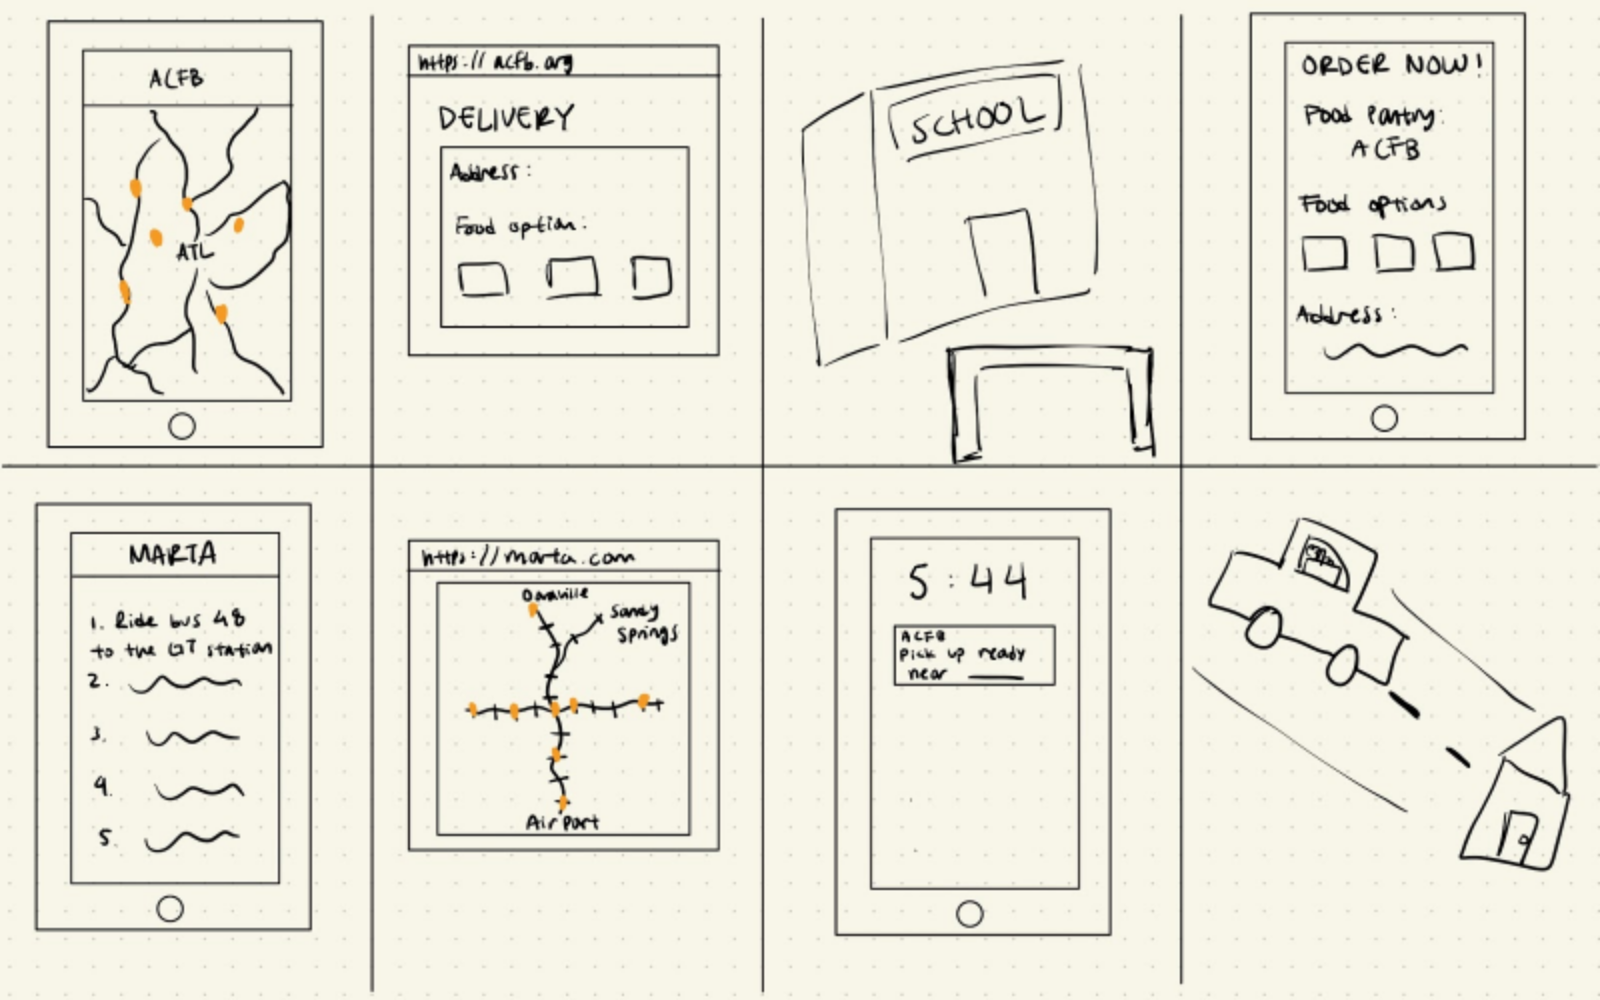 ACFB
ATL
https://acfb.org
DELIVERY
Address:
Food option:
SCHOOL
ORDER NOW!
Food Pantry:
ACFB
Food options
Address:
MARTA
1. Ride bus 48
to the GT station
2.
3.
4.
5.
https://marta.com
Doraville
Sandy
Springs
Airport
5:44
ACFB
Pick up ready
near